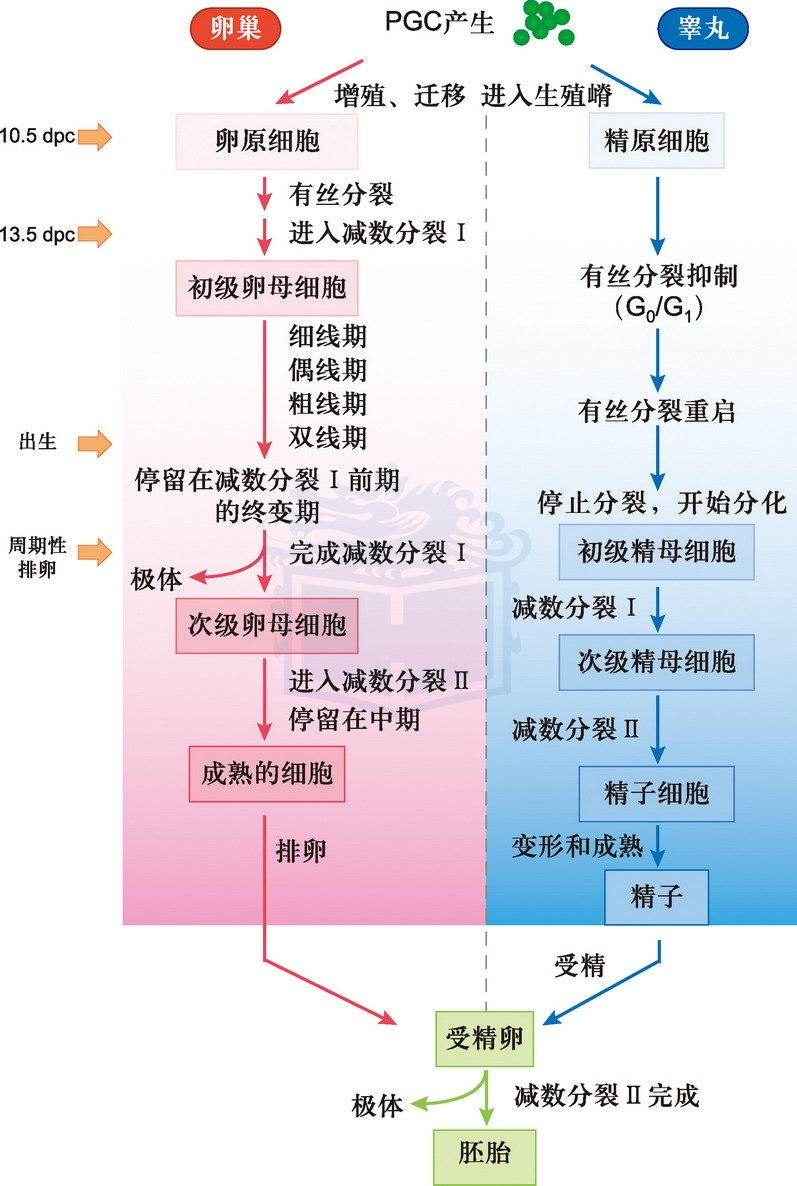 卵巢
PGC产生
睾丸
增殖、迁移 进入生殖嵴
10.5 dpc
卵原细胞
精原细胞
有丝分裂
13.5 dpc
进入减数分裂Ⅰ
初级卵母细胞
有丝分裂抑制
（G₀/G₁）
细线期
偶线期
粗线期
双线期
有丝分裂重启
出生
停留在减数分裂Ⅰ前期
的终变期
停止分裂，开始分化
周期性
排卵
完成减数分裂Ⅰ
极体
初级精母细胞
减数分裂Ⅰ
次级卵母细胞
次级精母细胞
进入减数分裂Ⅱ
停留在中期
减数分裂Ⅱ
成熟的细胞
精子细胞
排卵
变形和成熟
精子
受精
受精卵
极体
减数分裂Ⅱ完成
胚胎